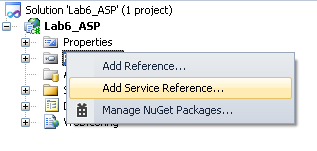 Solution 'Lab6_ASP' (1 project)
Lab6_ASP
Properties
Add Reference...
Add Service Reference...
Manage NuGet Packages...